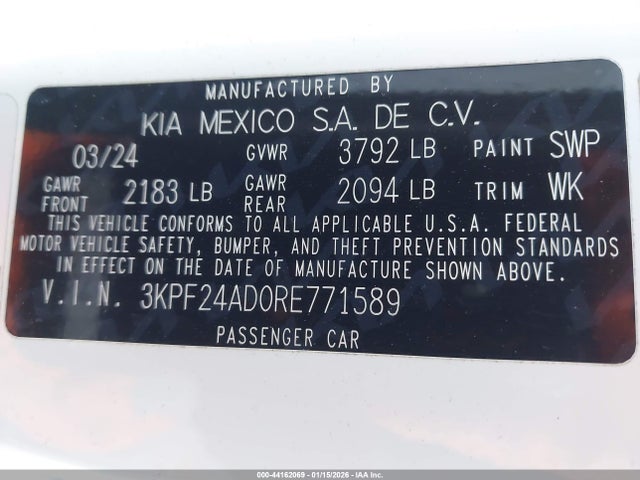 MANUFACTURED BY
KIA MEXICO S.A. DE C.V.
03/24 GVWR 3792 LB PAINT SWP
GAWR FRONT 2183 LB GAWR REAR 2094 LB TRIM WK
THIS VEHICLE CONFORMS TO ALL APPLICABLE U.S.A. FEDERAL
MOTOR VEHICLE SAFETY, BUMPER, AND THEFT PREVENTION STANDARDS
IN EFFECT ON THE DATE OF MANUFACTURE SHOWN ABOVE.
V.I.N. 3KPF24AD0RE771589
PASSENGER CAR
000-44162069 - 01/15/2026 - IAA Inc.